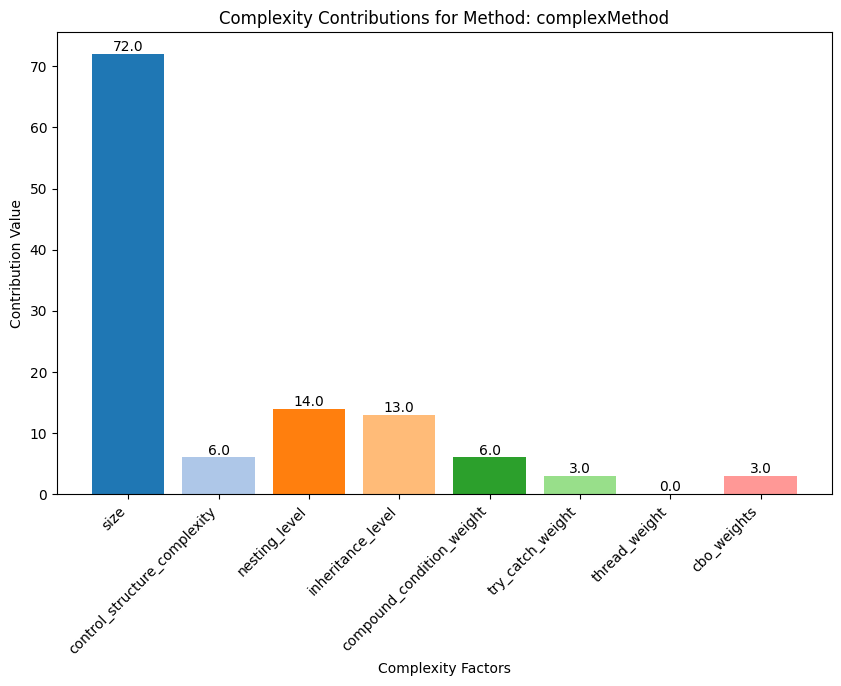 Complexity Contributions for Method: complexMethod
72.0
6.0
14.0
13.0
6.0
3.0
0.0
3.0
70
60
50
40
30
20
10
0
Contribution Value
size
control_structure_complexity
nesting_level
inheritance_level
compound_condition_weight
try_catch_weight
thread_weight
cbo_weights
Complexity Factors